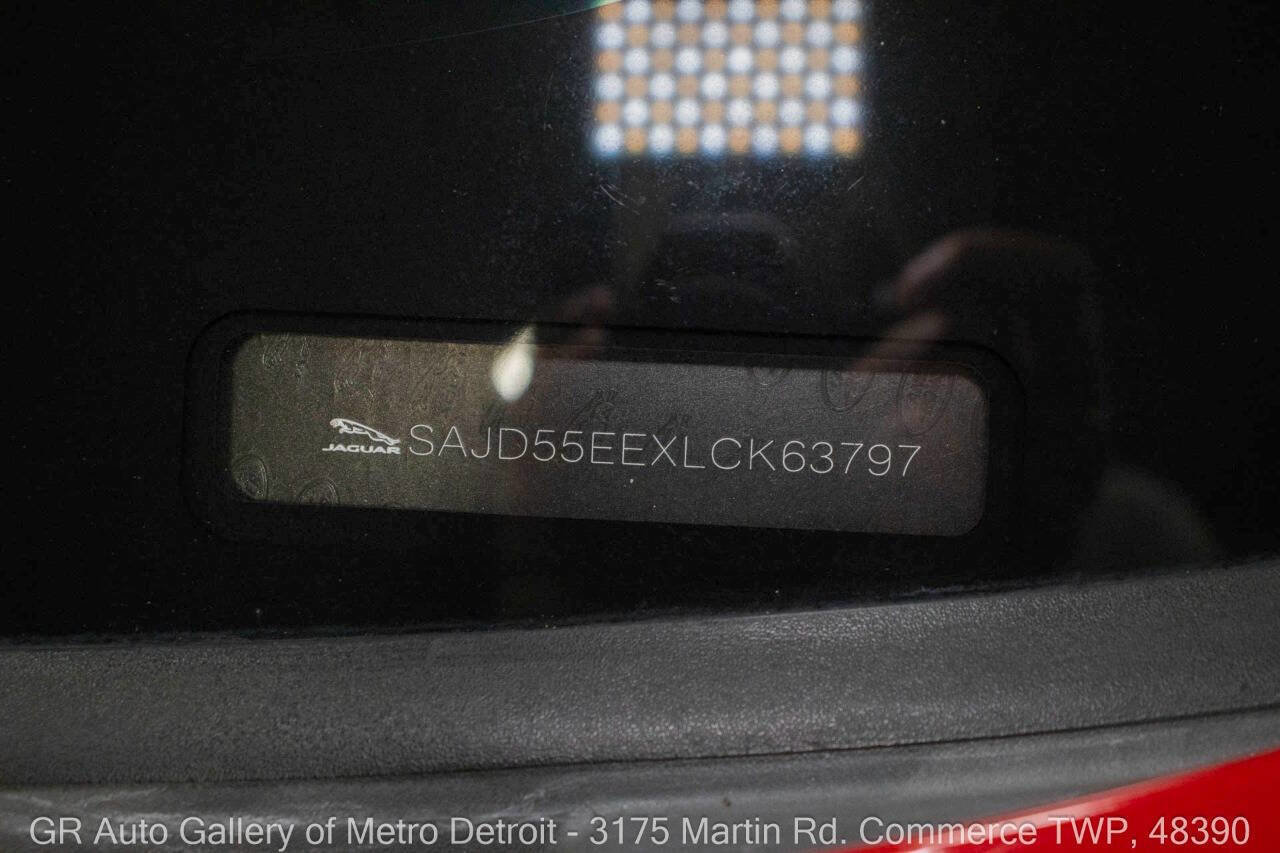 JAGUAR SAJD55EEXLCK63797
GR Auto Gallery of Metro Detroit - 3175 Martin Rd. Commerce TWP, 48390